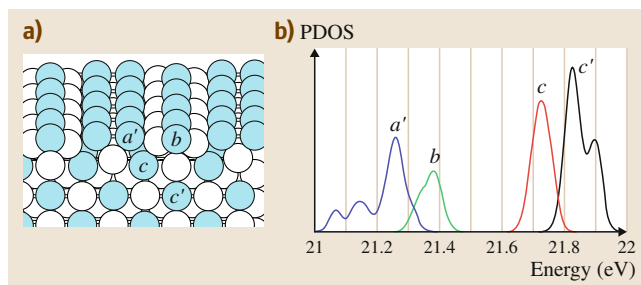 a)
a'
b
c
c'
b) PDOS
a'
b
c
c'
21
21.2
21.4
21.6
21.8
22
Energy (eV)